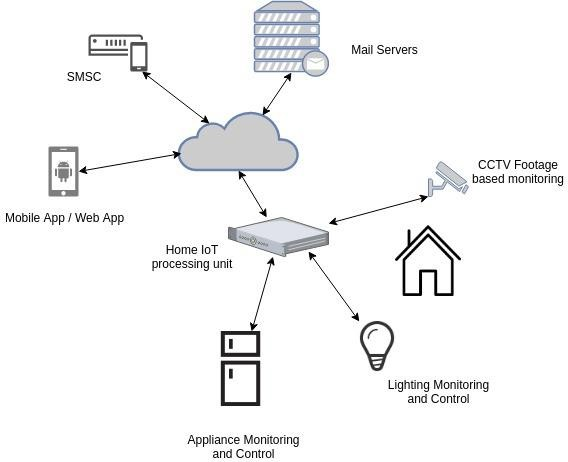 Mail Servers
SMSC
CCTV Footage
based monitoring
Mobile App / Web App
Home IoT
processing unit
Lighting Monitoring
and Control
Appliance Monitoring
and Control